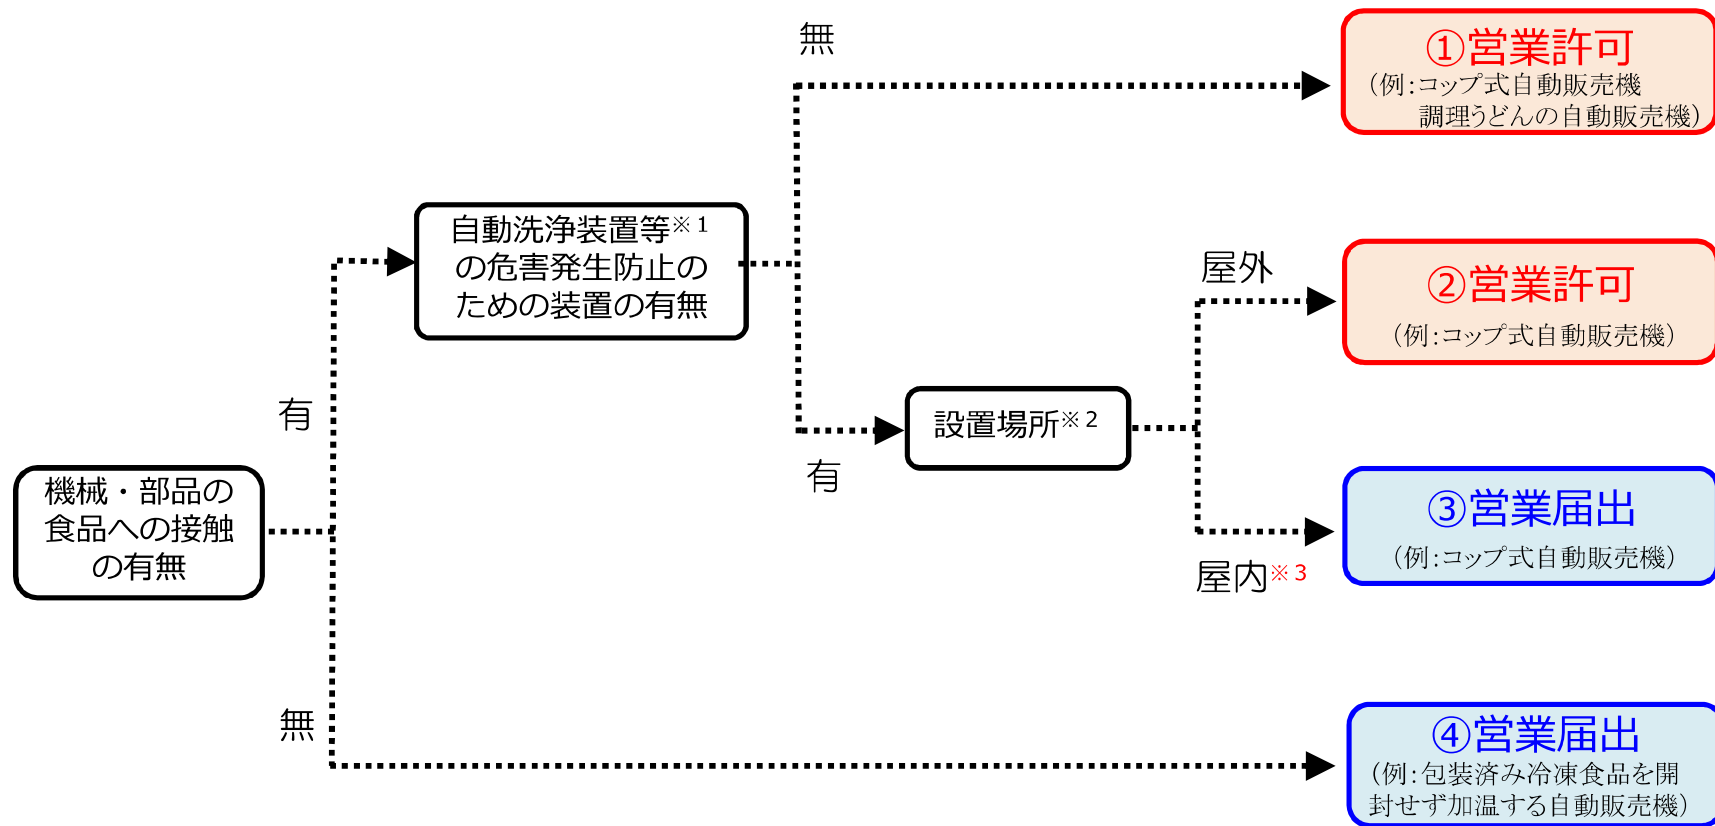 無
①営業許可
（例：コップ式自動販売機
調理うどんの自動販売機）
自動洗浄装置等※1
の危害発生防止の
ための装置の有無
屋外
②営業許可
（例：コップ式自動販売機）
有
設置場所※2
有
機械・部品の
食品への接触
の有無
③営業届出
（例：コップ式自動販売機）
屋内※3
無
④営業届出
（例：包装済み冷凍食品を開
封せず加温する自動販売機）